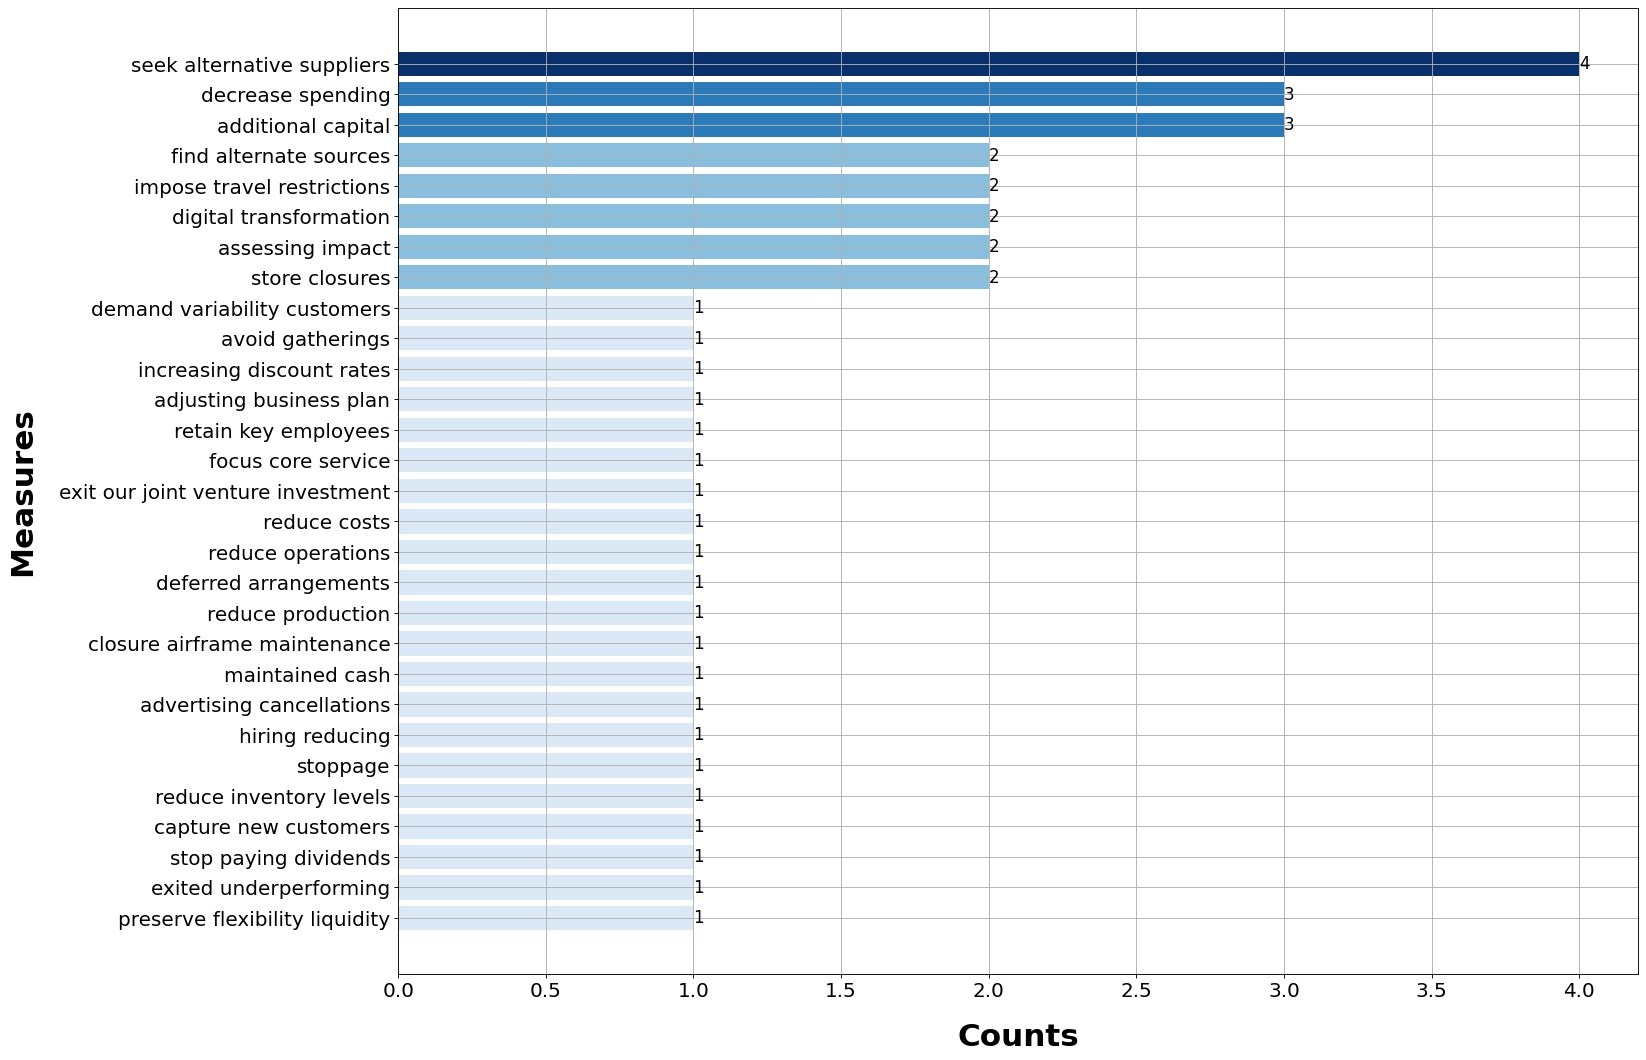 seek alternative suppliers 4
decrease spending 3
additional capital 3
find alternate sources 2
impose travel restrictions 2
digital transformation 2
assessing impact 2
store closures 2
demand variability customers 1
avoid gatherings 1
increasing discount rates 1
adjusting business plan 1
retain key employees 1
focus core service 1
exit our joint venture investment 1
reduce costs 1
reduce operations 1
deferred arrangements 1
reduce production 1
closure airframe maintenance 1
maintained cash 1
advertising cancellations 1
hiring reducing 1
stoppage 1
reduce inventory levels 1
capture new customers 1
stop paying dividends 1
exited underperforming 1
preserve flexibility liquidity 1
Measures
0.0 0.5 1.0 1.5 2.0 2.5 3.0 3.5 4.0
Counts